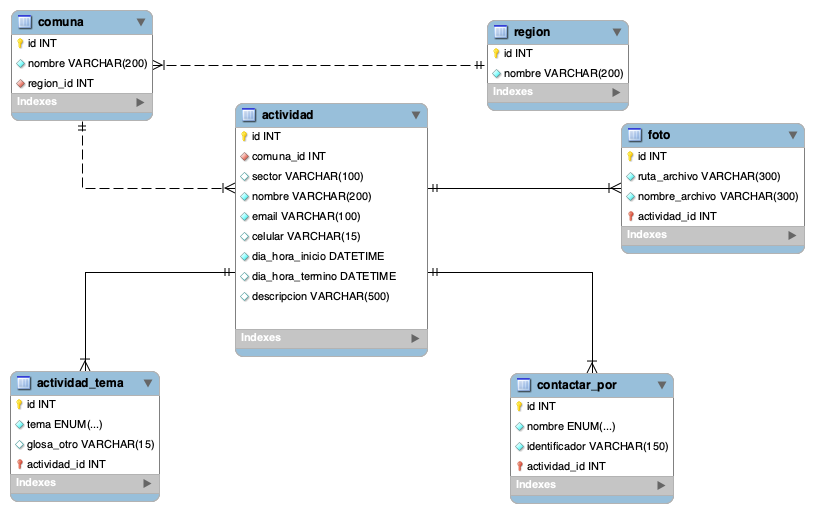 comuna
id INT
nombre VARCHAR(200)
region_id INT
Indexes
region
id INT
nombre VARCHAR(200)
Indexes
actividad
id INT
comuna_id INT
sector VARCHAR(100)
nombre VARCHAR(200)
email VARCHAR(100)
celular VARCHAR(15)
dia_hora_inicio DATETIME
dia_hora_termino DATETIME
descripcion VARCHAR(500)
Indexes
foto
id INT
ruta_archivo VARCHAR(300)
nombre_archivo VARCHAR(300)
actividad_id INT
Indexes
actividad_tema
id INT
tema ENUM(...)
glosa_otro VARCHAR(15)
actividad_id INT
Indexes
contactar_por
id INT
nombre ENUM(...)
identificador VARCHAR(150)
actividad_id INT
Indexes